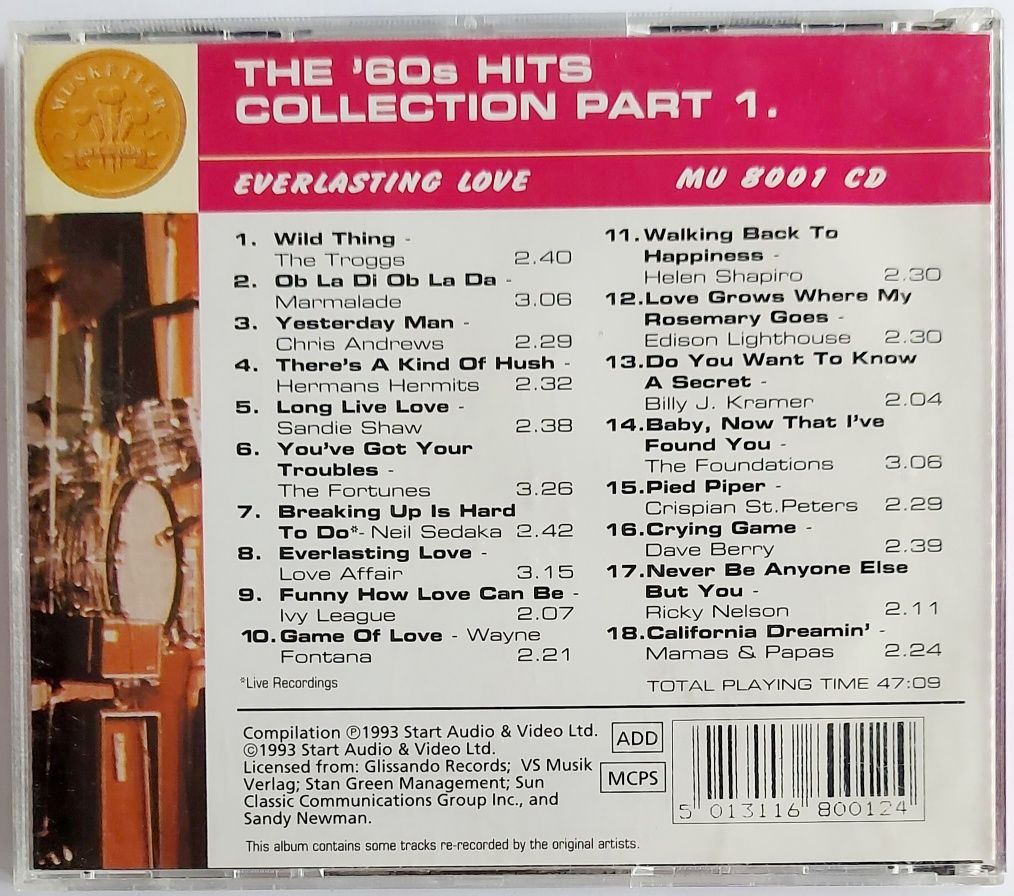 MUSKETEER
THE '60s HITS
COLLECTION PART 1.
EVERLASTING LOVE
MU 8001 CD
1. Wild Thing -
The Troggs 2.40
2. Ob La Di Ob La Da -
Marmalade 3.06
3. Yesterday Man -
Chris Andrews 2.29
4. There's A Kind Of Hush -
Hermans Hermits 2.32
5. Long Live Love -
Sandie Shaw 2.38
6. You've Got Your
Troubles -
The Fortunes 3.26
7. Breaking Up Is Hard
To Do*- Neil Sedaka 2.42
8. Everlasting Love -
Love Affair 3.15
9. Funny How Love Can Be -
Ivy League 2.07
10. Game Of Love - Wayne
Fontana 2.21
*Live Recordings
11. Walking Back To
Happiness -
Helen Shapiro 2.30
12. Love Grows Where My
Rosemary Goes -
Edison Lighthouse 2.30
13. Do You Want To Know
A Secret -
Billy J. Kramer 2.04
14. Baby, Now That I've
Found You -
The Foundations 3.06
15. Pied Piper -
Crispian St.Peters 2.29
16. Crying Game -
Dave Berry 2.39
17. Never Be Anyone Else
But You -
Ricky Nelson 2.11
18. California Dreamin' -
Mamas & Papas 2.24
TOTAL PLAYING TIME 47:09
Compilation ℗1993 Start Audio & Video Ltd.
©1993 Start Audio & Video Ltd.
Licensed from: Glissando Records; VS Musik
Verlag; Stan Green Management; Sun
Classic Communications Group Inc., and
Sandy Newman.
ADD
MCPS
5 013116 800124
This album contains some tracks re-recorded by the original artists.